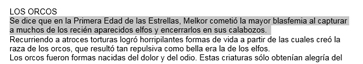 LOS ORCOS
Se dice que en la Primera Edad de las Estrellas, Melkor cometió la mayor blasfemia al capturar
a muchos de los recién aparecidos elfos y encerrarlos en sus calabozos.
Recurriendo a atroces torturas logró horripilantes formas de vida a partir de las cuales creó la
raza de los orcos, que resultó tan repulsiva como bella era la de los elfos.
Los orcos fueron formas nacidas del dolor y del odio. Estas criaturas sólo obtenían alegría del